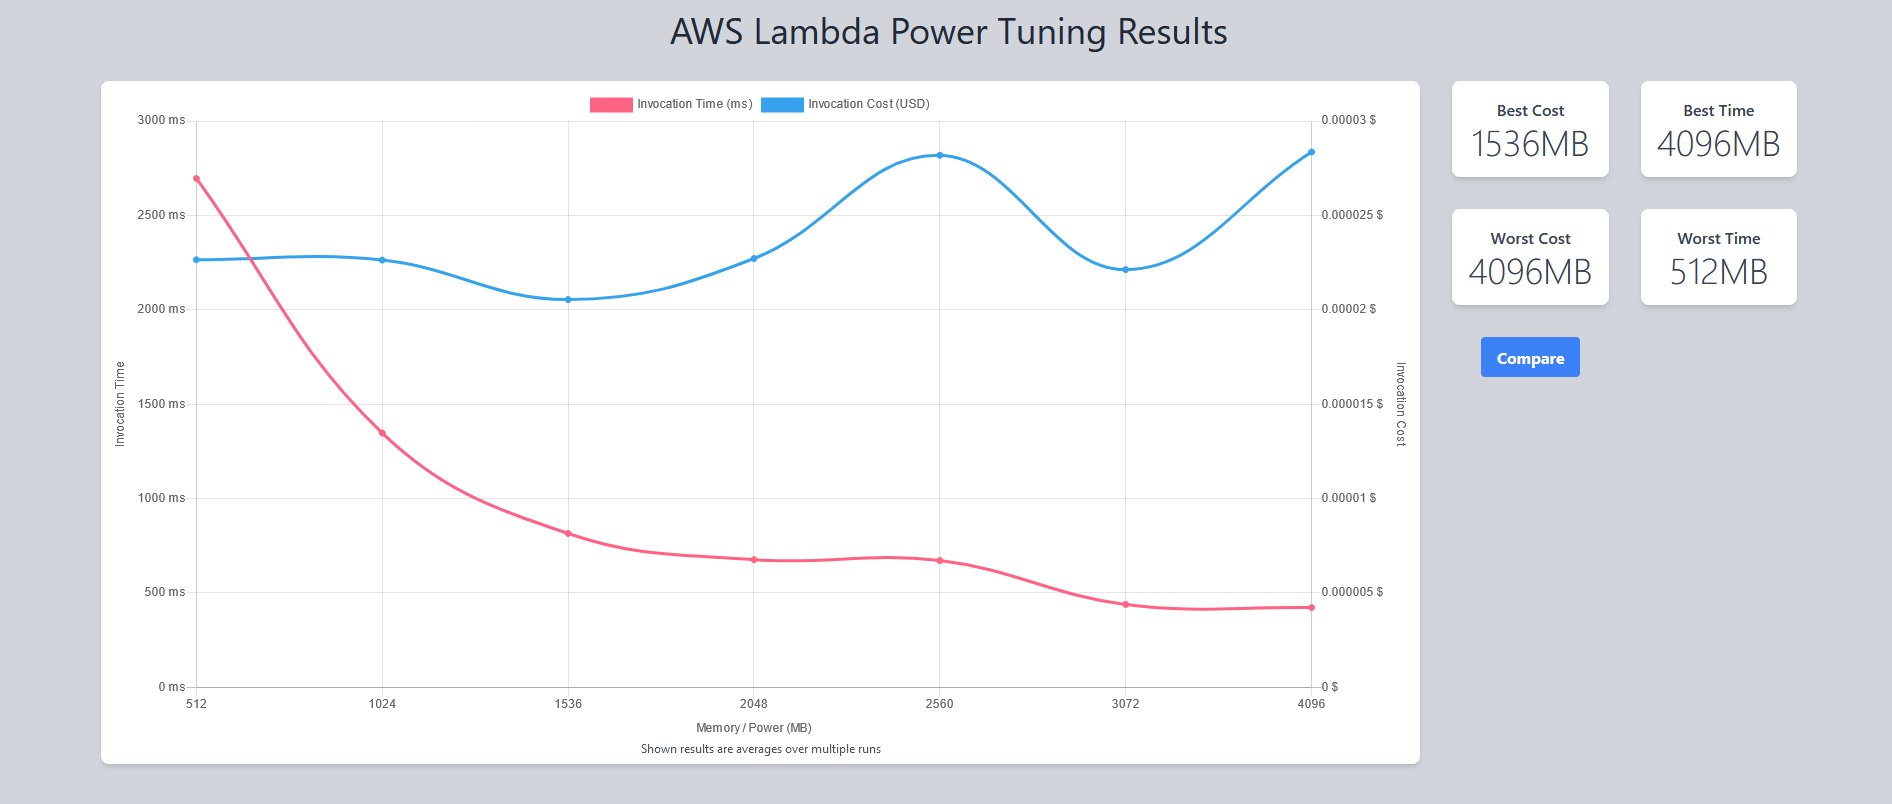 AWS Lambda Power Tuning Results
Invocation Time (ms)
Invocation Cost (USD)
3000 ms
2500 ms
2000 ms
1500 ms
1000 ms
500 ms
0 ms
Invocation Time
0.00003 $
0.000025 $
0.00002 $
0.000015 $
0.00001 $
0.000005 $
0 $
Invocation Cost
512 1024 1536 2048 2560 3072 4096
Memory / Power (MB)
Shown results are averages over multiple runs
Best Cost
1536MB
Best Time
4096MB
Worst Cost
4096MB
Worst Time
512MB
Compare